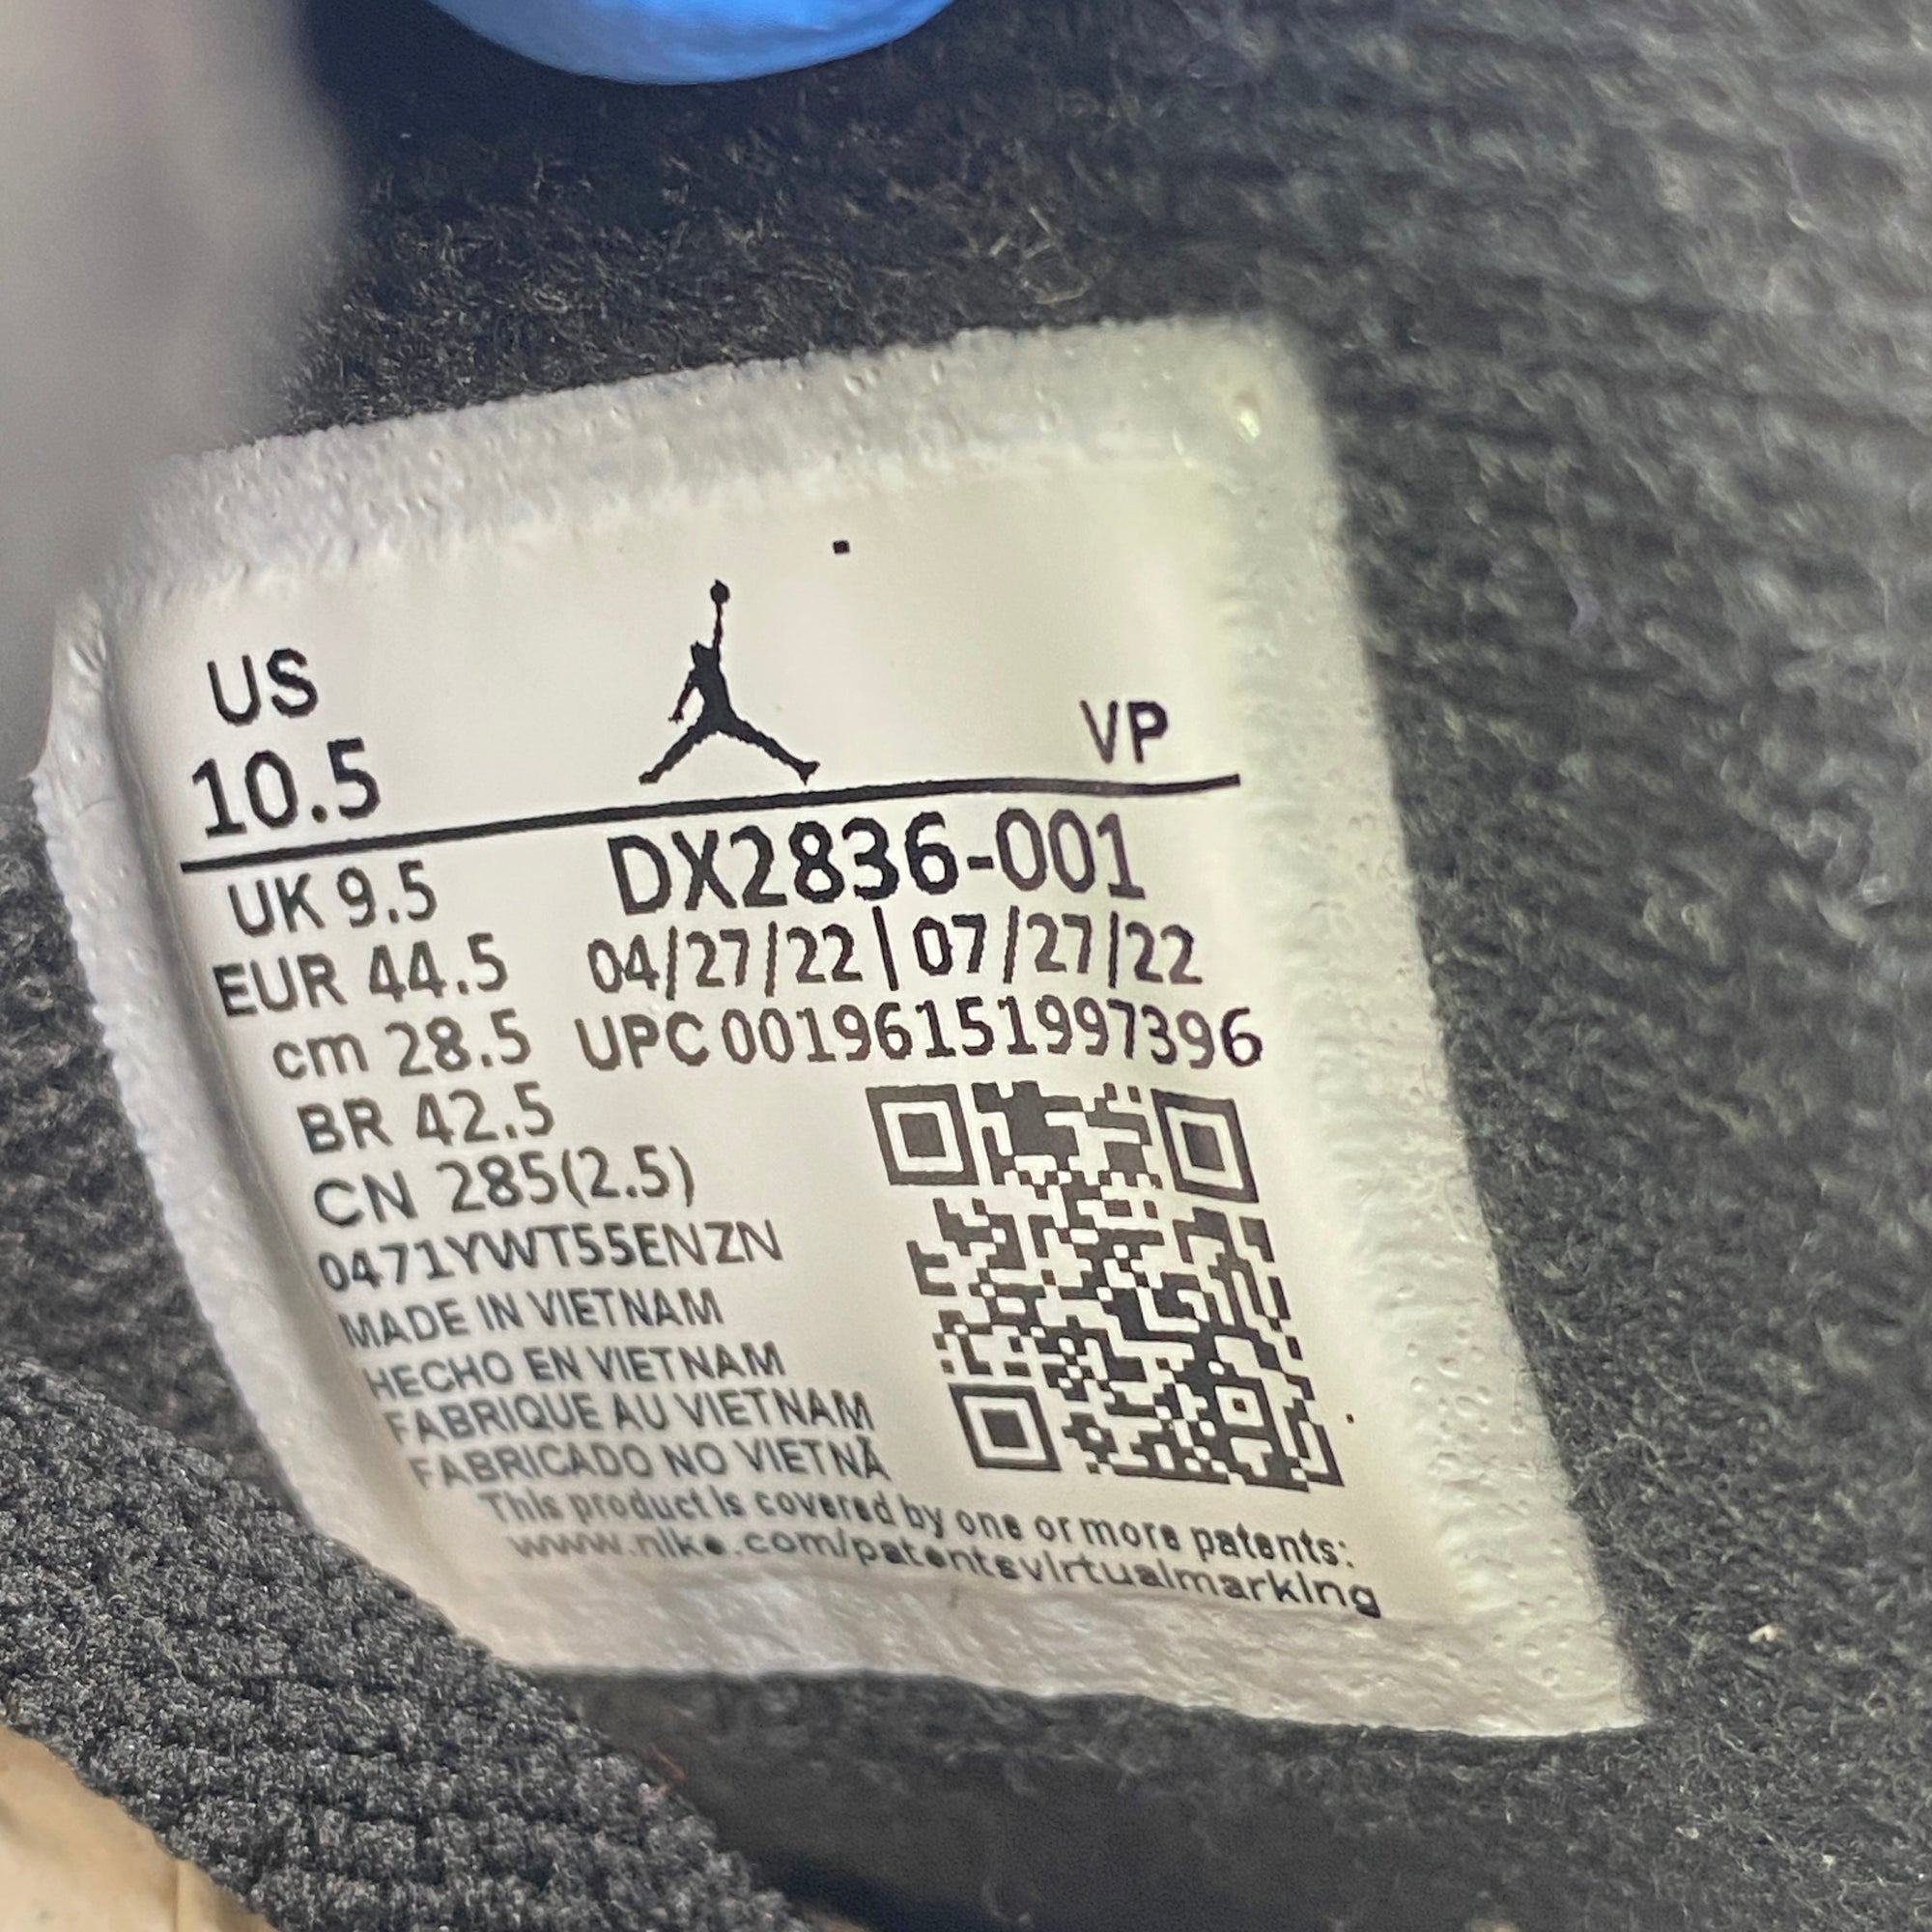 US
10.5
VP
UK 9.5
DX2836-001
EUR 44.5
04/27/22|07/27/22
cm 28.5
UPC 00196151997396
BR 42.5
CN 285(2.5)
0471YWT55ENZN
MADE IN VIETNAM
HECHO EN VIETNAM
FABRIQUE AU VIETNAM
FABRICADO NO VIETNÃ
This product is covered by one or more patents:
www.nike.com/patentsvirtualmarking